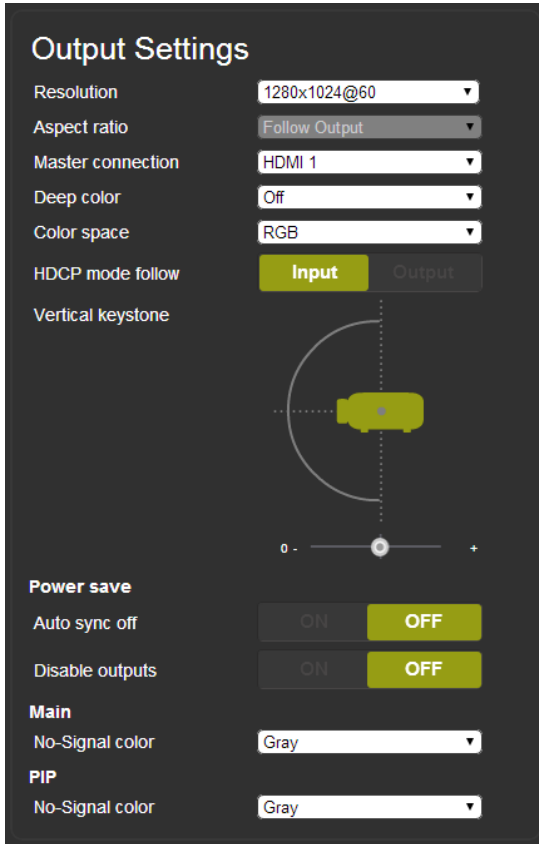 Output Settings
Resolution 1280x1024@60
Aspect ratio Follow Output
Master connection HDMI 1
Deep color Off
Color space RGB
HDCP mode follow Input Output
Vertical keystone
0 - +
Power save
Auto sync off ON OFF
Disable outputs ON OFF
Main
No-Signal color Gray
PIP
No-Signal color Gray